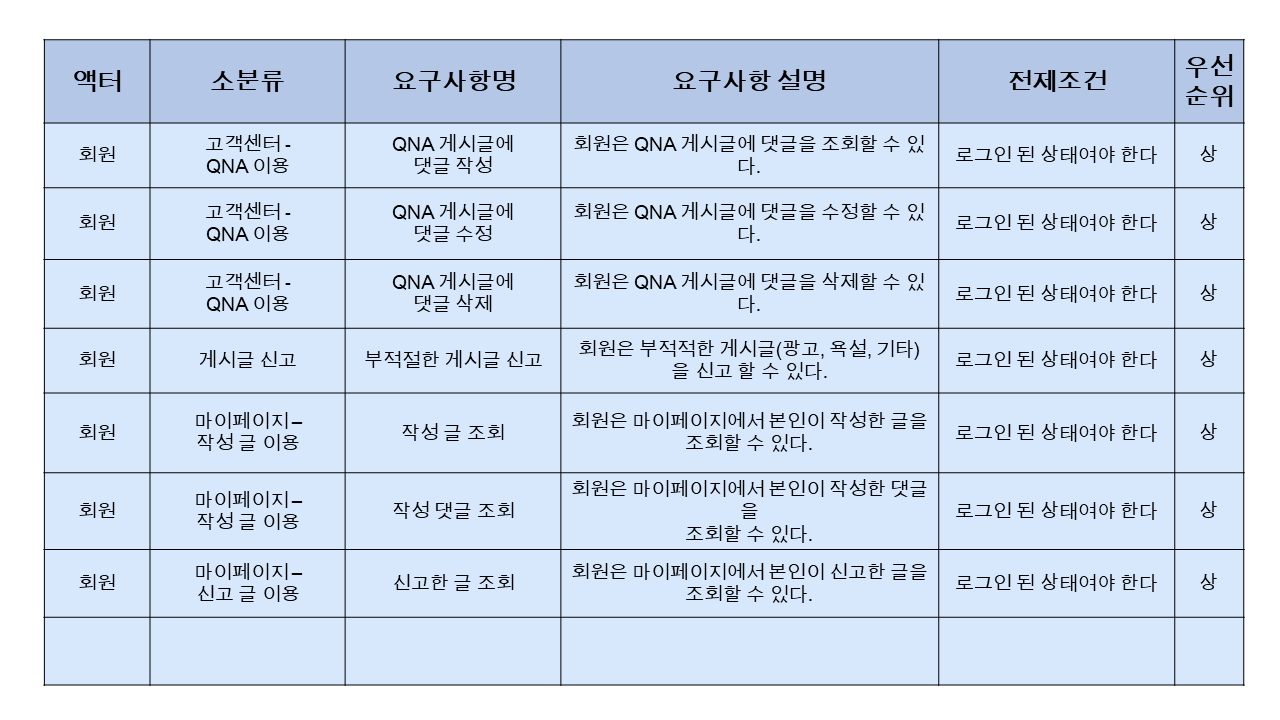 액터 소분류 요구사항명 요구사항 설명 전제조건 우선
순위
회원
고객센터 -
QNA 이용
QNA 게시글에
댓글 작성
회원은 QNA 게시글에 댓글을 조회할 수 있
다.
로그인 된 상태여야 한다
상
회원
고객센터 -
QNA 이용
QNA 게시글에
댓글 수정
회원은 QNA 게시글에 댓글을 수정할 수 있
다.
로그인 된 상태여야 한다
상
회원
고객센터 -
QNA 이용
QNA 게시글에
댓글 삭제
회원은 QNA 게시글에 댓글을 삭제할 수 있
다.
로그인 된 상태여야 한다
상
회원
게시글 신고
부적절한 게시글 신고
회원은 부적적한 게시글(광고, 욕설, 기타)
을 신고 할 수 있다.
로그인 된 상태여야 한다
상
회원
마이페이지 –
작성 글 이용
작성 글 조회
회원은 마이페이지에서 본인이 작성한 글을
조회할 수 있다.
로그인 된 상태여야 한다
상
회원
마이페이지 –
작성 글 이용
작성 댓글 조회
회원은 마이페이지에서 본인이 작성한 댓글
을
조회할 수 있다.
로그인 된 상태여야 한다
상
회원
마이페이지 –
신고 글 이용
신고한 글 조회
회원은 마이페이지에서 본인이 신고한 글을
조회할 수 있다.
로그인 된 상태여야 한다
상